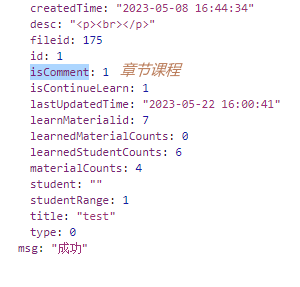 createdTime: "2023-05-08 16:44:34"
desc: "<p><br></p>"
fileid: 175
id: 1
isComment: 1 章节课程
isContinueLearn: 1
lastUpdatedTime: "2023-05-22 16:00:41"
learnMaterialid: 7
learnedMaterialCounts: 0
learnedStudentCounts: 6
materialCounts: 4
student: ""
studentRange: 1
title: "test"
type: 0
msg: "成功"